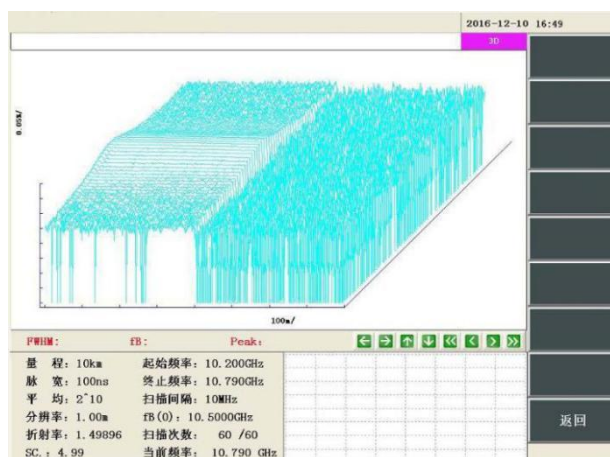 2016-12-10 16:49
3D
0.05%/
100m/
FWHM: fB: Peak:
量 程：10km 起始频率：10.200GHz
脉 宽：100ns 终止频率：10.790GHz
平 均：2^10 扫描间隔：10MHz
分辨率：1.00m fB(0)：10.5000GHz
折射率：1.49896 扫描次数： 60 /60
SC.：4.99 当前频率：10.790 GHz
返回